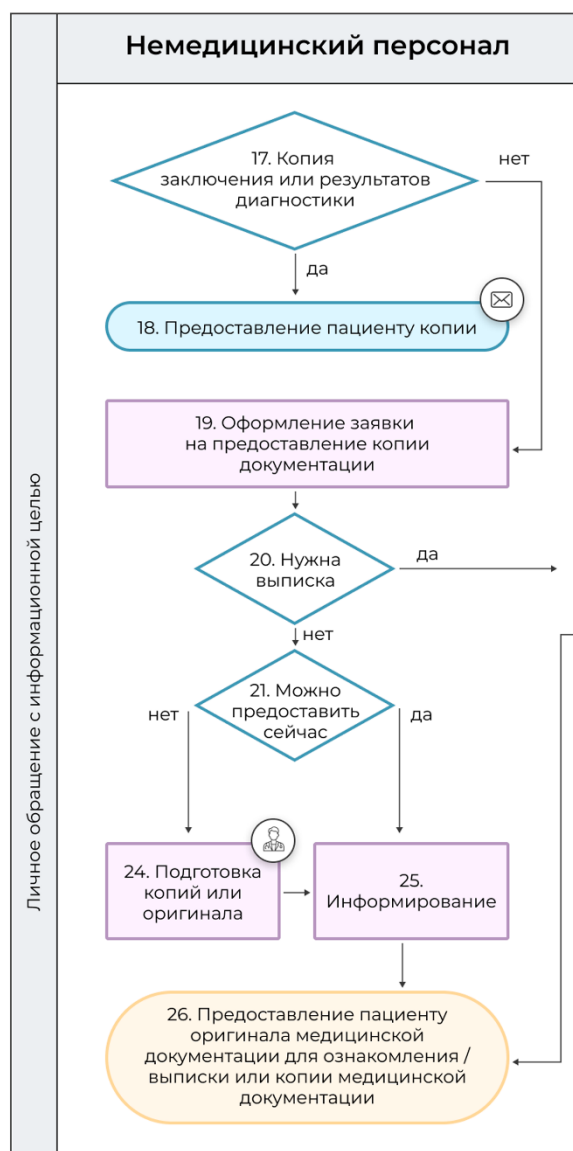 Немедицинский персонал
Личное обращение с информационной целью
17. Копия
заключения или результатов
диагностики
нет
да
18. Предоставление пациенту копии
19. Оформление заявки
на предоставление копии
документации
20. Нужна
выписка
да
нет
21. Можно
предоставить
сейчас
нет
да
24. Подготовка
копий или
оригинала
25.
Информирование
26. Предоставление пациенту
оригинала медицинской
документации для ознакомления /
выписки или копии медицинской
документации